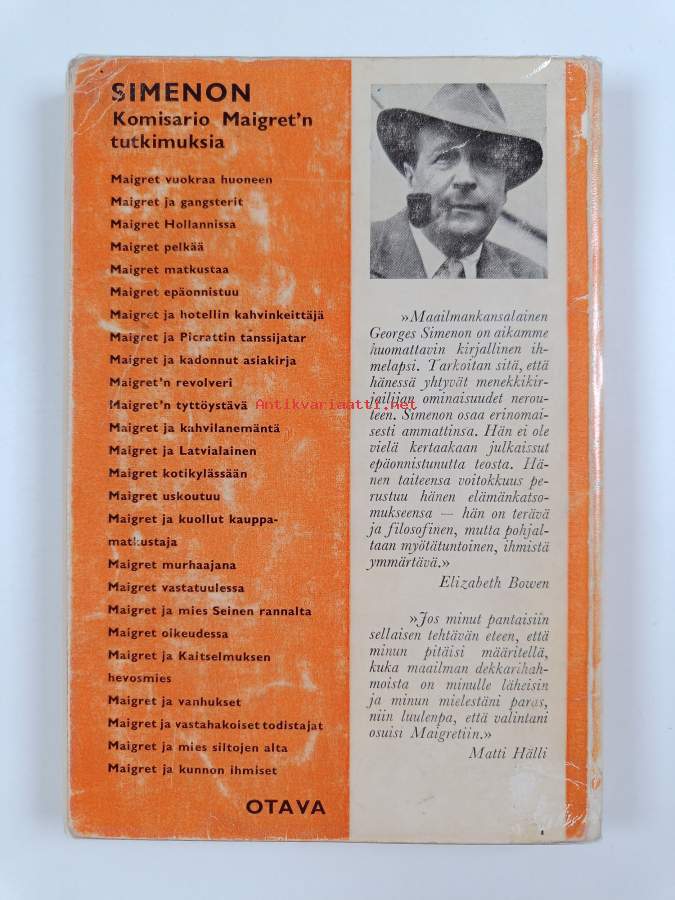 SIMENON
Komisario Maigret'n
tutkimuksia
Maigret vuokraa huoneen
Maigret ja gangsterit
Maigret Hollannissa
Maigret pelkää
Maigret matkustaa
Maigret epäonnistuu
Maigret ja hotellin kahvinkeittäjä
Maigret ja Picrattin tanssijatar
Maigret ja kadonnut asiakirja
Maigret'n revolveri
Maigret'n tyttöystävä
Maigret ja kahvilanemäntä
Maigret ja Latvialainen
Maigret kotikylässään
Maigret uskoutuu
Maigret ja kuollut kauppa-
matkustaja
Maigret murhaajana
Maigret vastatuulessa
Maigret ja mies Seinen rannalta
Maigret oikeudessa
Maigret ja Kaitselmuksen
hevosmies
Maigret ja vanhukset
Maigret ja vastahakoiset todistajat
Maigret ja mies siltojen alta
Maigret ja kunnon ihmiset
OTAVA
»Maailmankansalainen
Georges Simenon on aikamme
huomattavin kirjallinen ih-
melapsi. Tarkoitan sitä, että
hänessä yhtyvät menekkikir-
jailijan ominaisuudet nerou-
teen. Simenon osaa erinomai-
sesti ammattinsa. Hän ei ole
vielä kertaakaan julkaissut
epäonnistunutta teosta. Hä-
nen taiteensa voitokkuus pe-
rustuu hänen elämänkatso-
mukseensa — hän on terävä
ja filosofinen, mutta pohjal-
taan myötätuntoinen, ihmistä
ymmärtävä.»
Elizabeth Bowen
»Jos minut pantaisiin
sellaisen tehtävän eteen, että
minun pitäisi määritellä,
kuka maailman dekkarihah-
moista on minulle läheisin
ja minun mielestäni paras,
niin luulenpa, että valintani
osuisi Maigretiin.»
Matti Hälli
Antikvariaatti.net